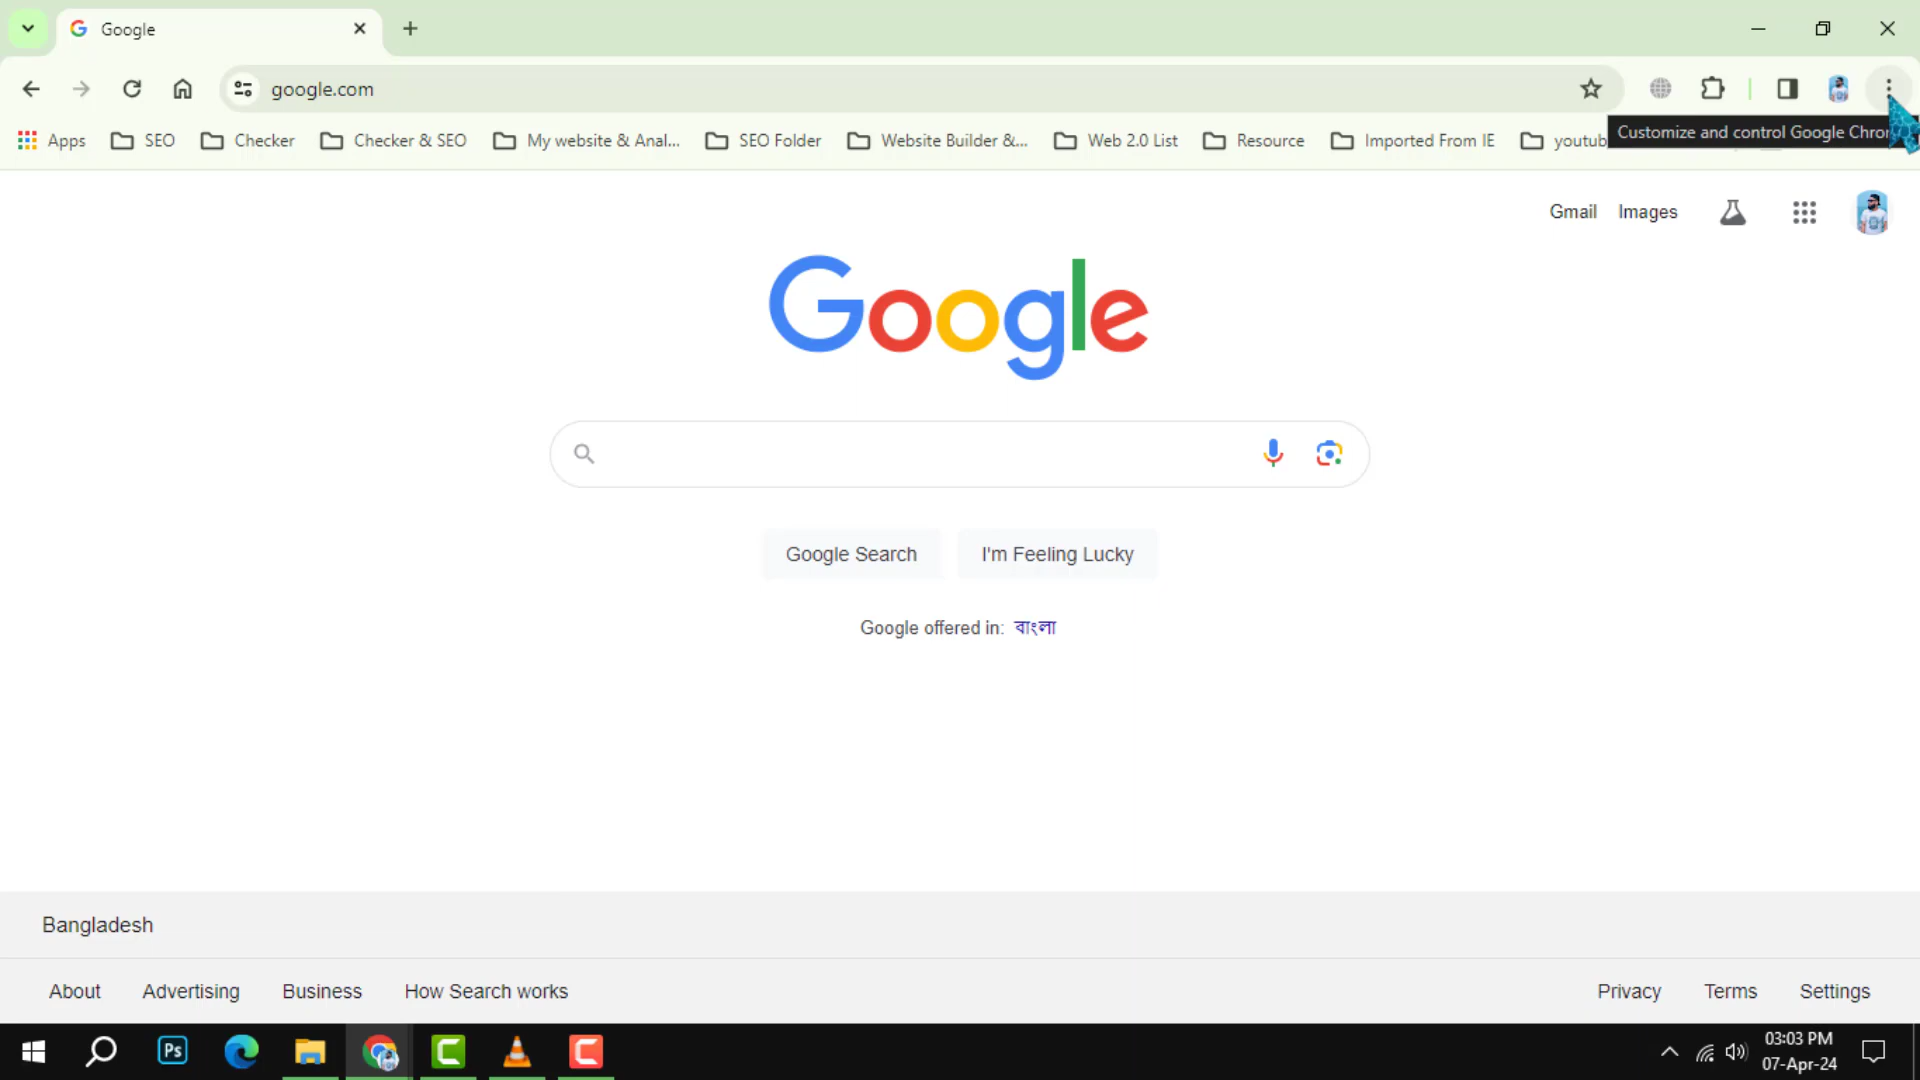 Google
google.com
Apps SEO Checker Checker & SEO My website & Anal... SEO Folder Website Builder &... Web 2.0 List Resource Imported From IE
Customize and control Google
Gmail Images
Google
Google Search I'm Feeling Lucky
Google offered in: বাংলা
Bangladesh
About Advertising Business How Search works Privacy Terms Settings
Ps
03:03 PM
07-Apr-24